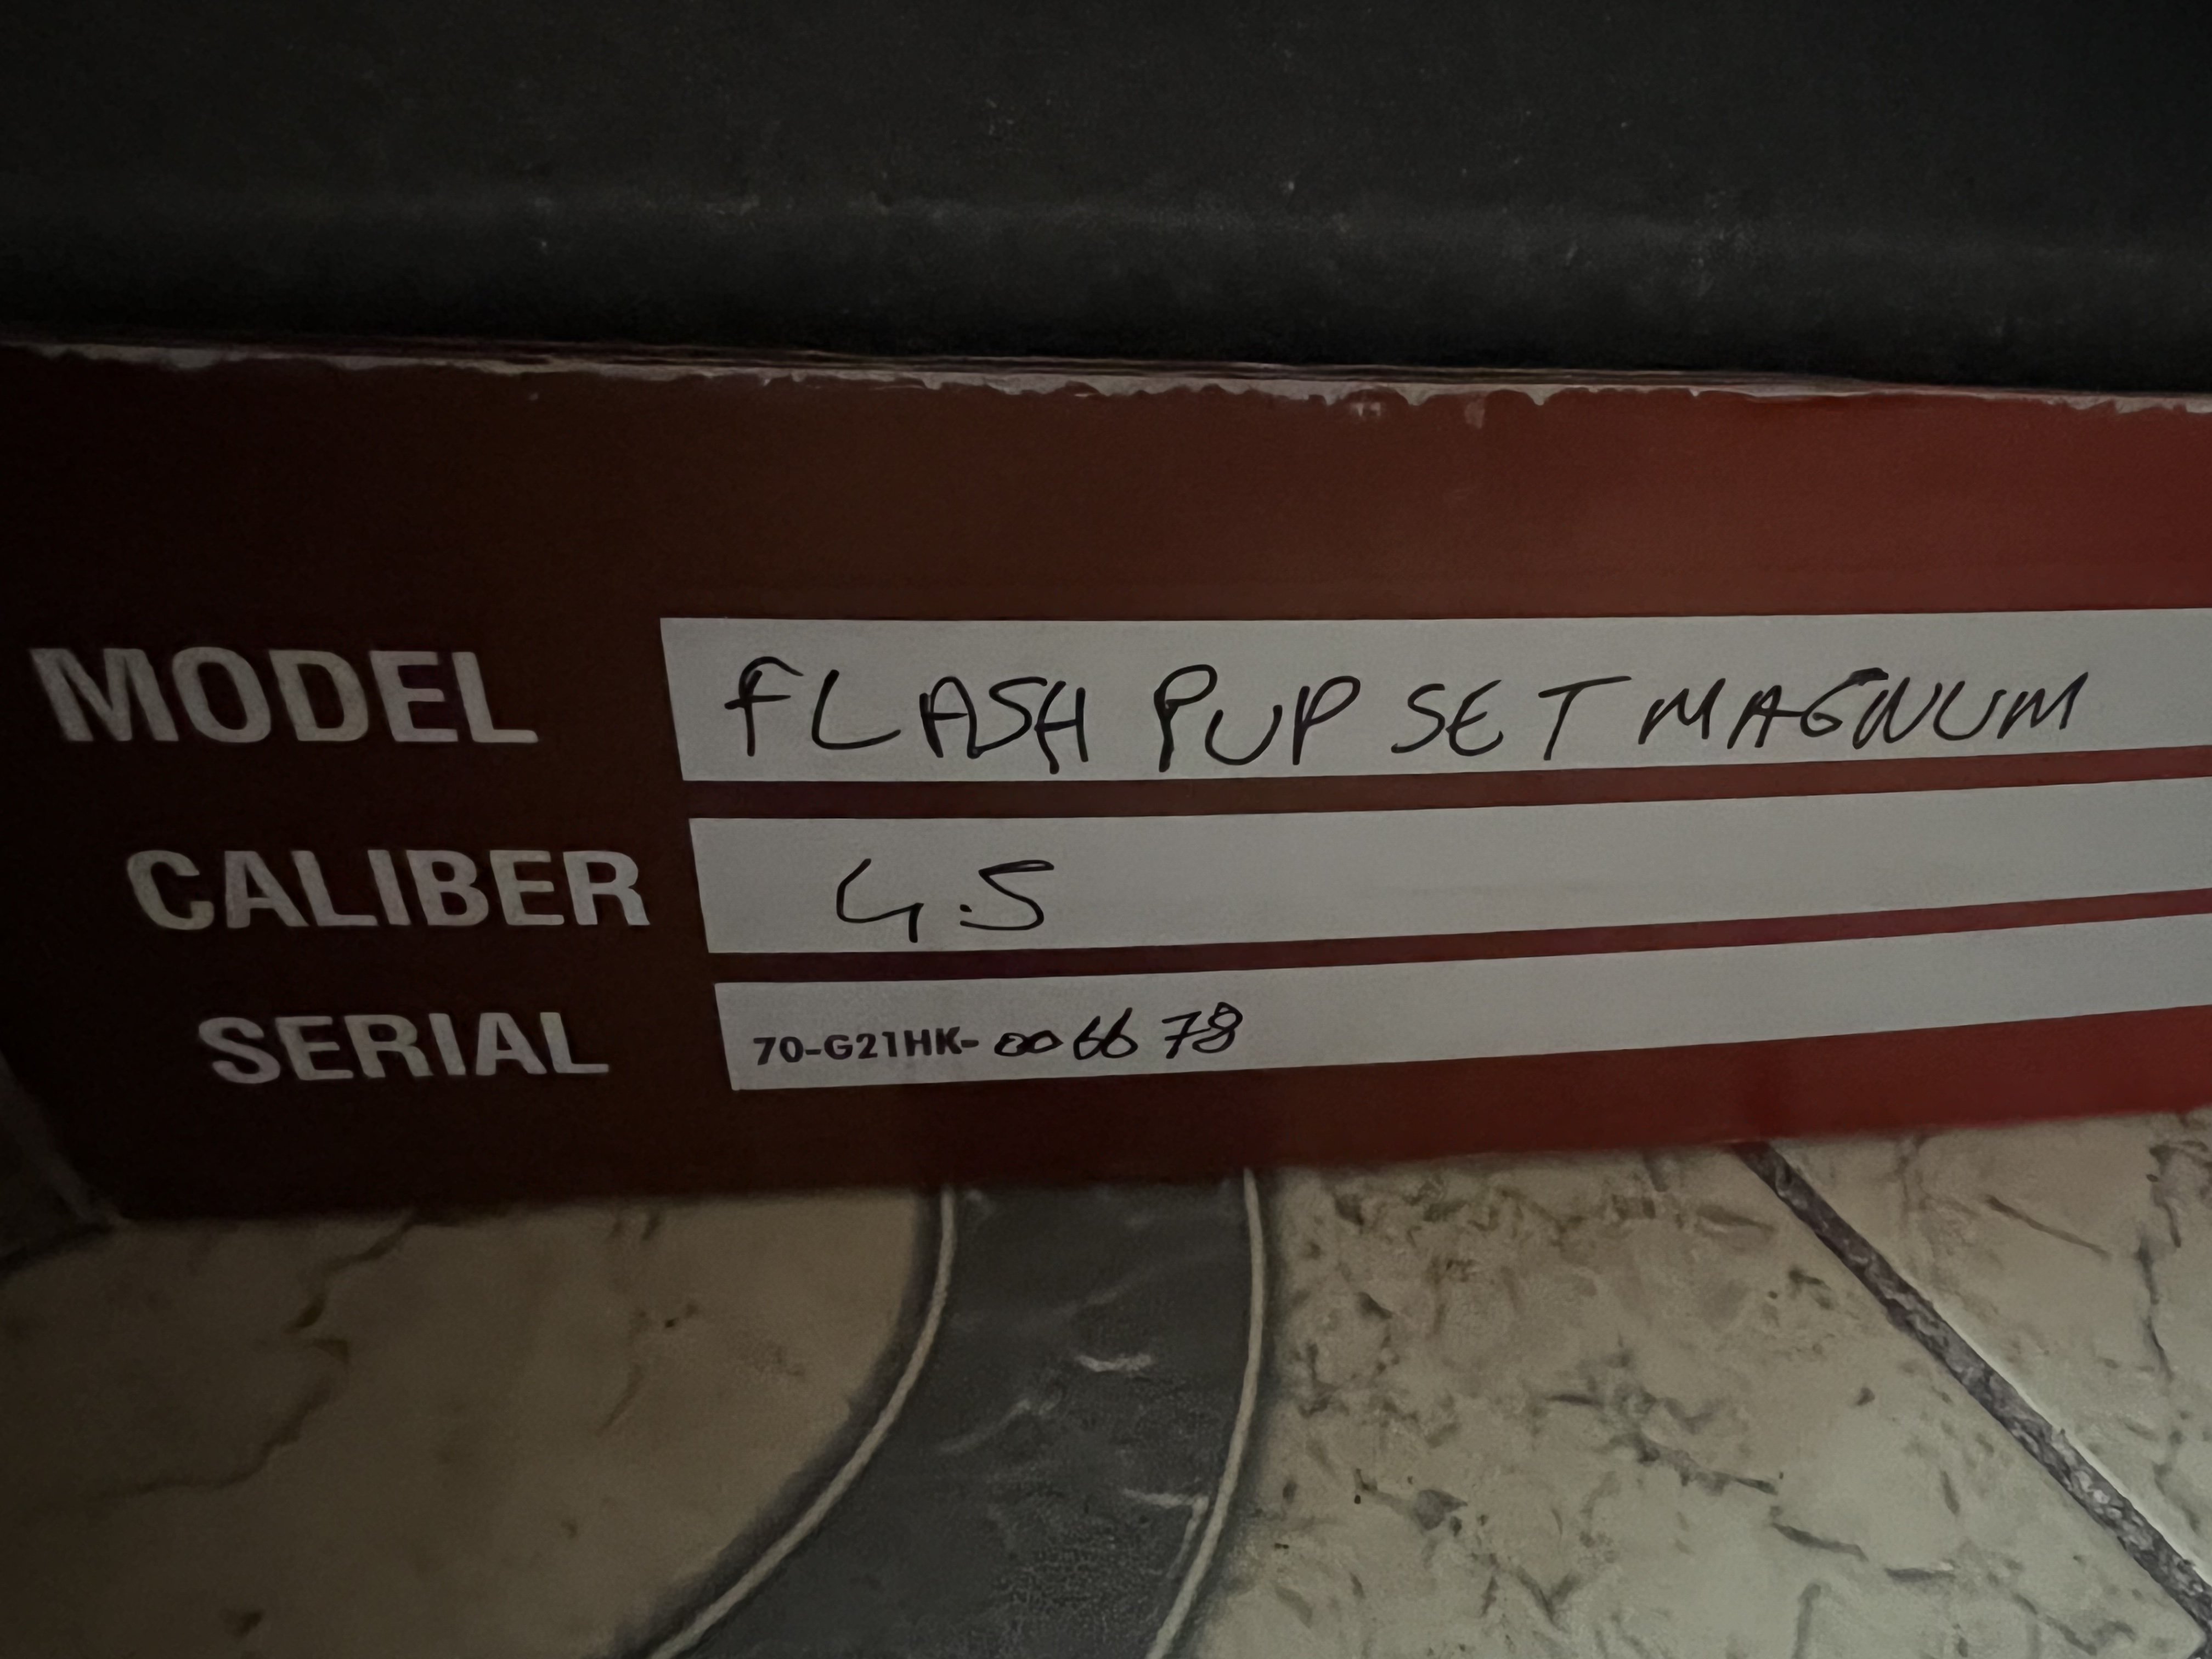 MODEL FLASH PUP SET MAGNUM
CALIBER 4.5
SERIAL 70-G21HK-006678